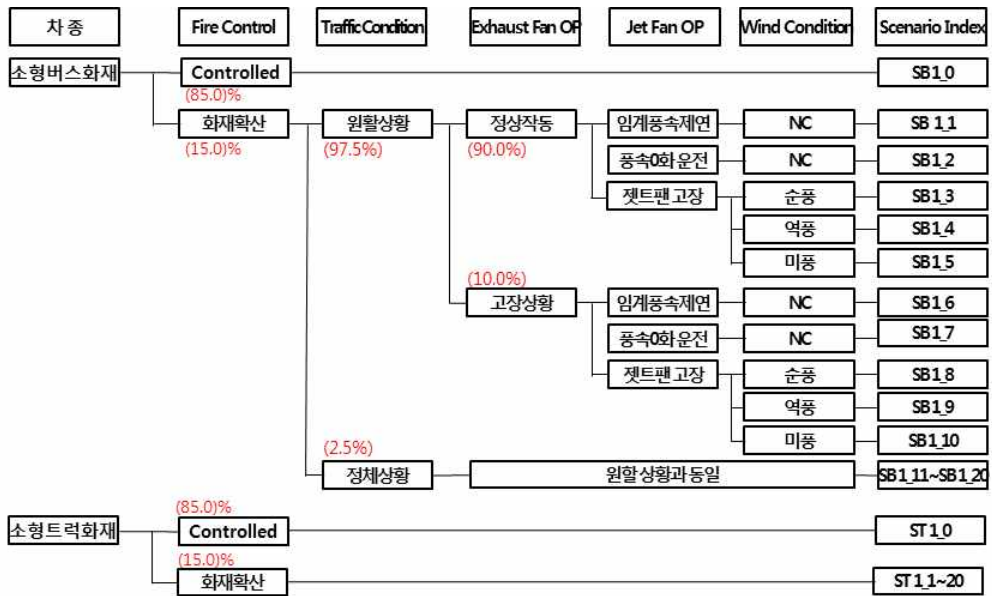 차 종 Fire Control Traffic Condition Exhaust Fan OP Jet Fan OP Wind Condition Scenario Index
소형버스화재 Controlled SB1_0
(85.0)%
화재확산 원활상황 정상작동 임계풍속제연 NC SB 1_1
(15.0)% (97.5%) (90.0%)
풍속0화 운전 NC SB1_2
젯트팬 고장 순풍 SB1_3
역풍 SB1_4
미풍 SB1_5
(10.0%)
고장상황 임계풍속제연 NC SB1_6
풍속0화 운전 NC SB1_7
젯트팬 고장 순풍 SB1_8
역풍 SB1_9
미풍 SB1_10
(2.5%)
정체상황 원할 상황과 동일 SB1_11~SB1_20
(85.0)%
소형트럭화재 Controlled ST 1_0
(15.0)%
화재확산 ST 1_1~20